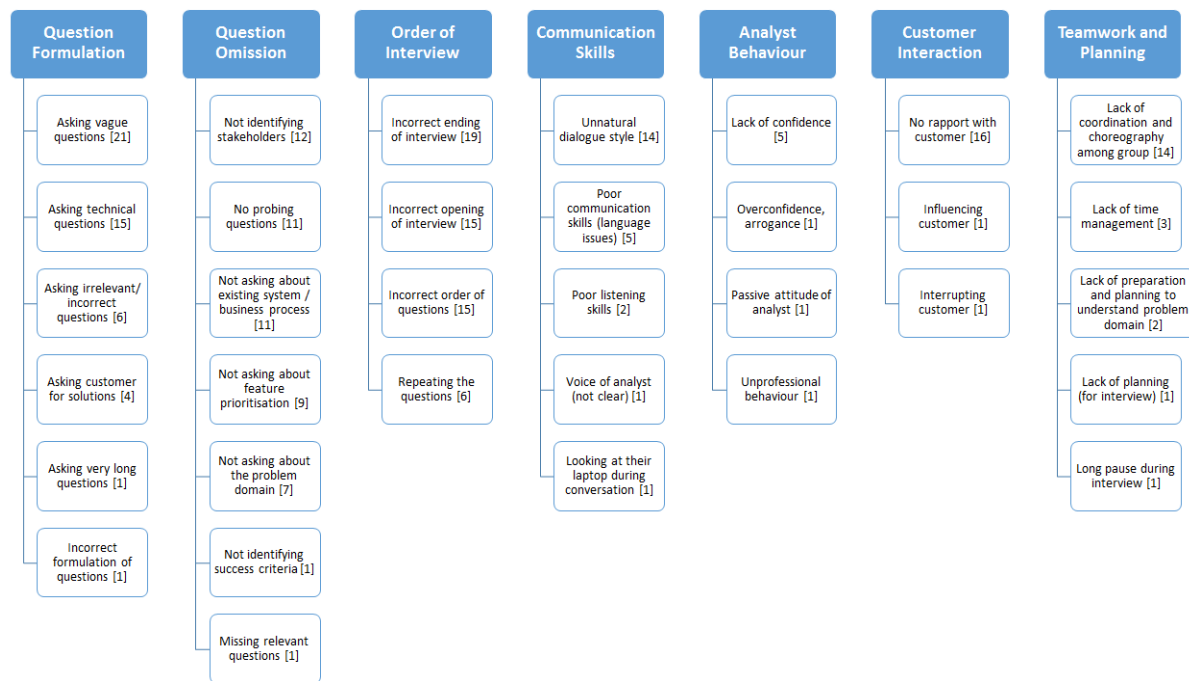 Question
Formulation
Asking vague
questions [21]
Asking technical
questions [15]
Asking irrelevant/
incorrect
questions [6]
Asking customer
for solutions [4]
Asking very long
questions [1]
Incorrect
formulation of
questions [1]
Question
Omission
Not identifying
stakeholders [12]
No probing
questions [11]
Not asking about
existing system /
business process
[11]
Not asking about
feature
prioritisation [9]
Not asking about
the problem
domain [7]
Not identifying
success criteria [1]
Missing relevant
questions [1]
Order of
Interview
Incorrect ending
of interview [19]
Incorrect opening
of interview [15]
Incorrect order of
questions [15]
Repeating the
questions [6]
Communication
Skills
Unnatural
dialogue style [14]
Poor
communication
skills (language
issues) [5]
Poor listening
skills [2]
Voice of analyst
(not clear) [1]
Looking at their
laptop during
conversation [1]
Analyst
Behaviour
Lack of confidence
[5]
Overconfidence,
arrogance [1]
Passive attitude of
analyst [1]
Unprofessional
behaviour [1]
Customer
Interaction
No rapport with
customer [16]
Influencing
customer [1]
Interrupting
customer [1]
Teamwork and
Planning
Lack of
coordination and
choreography
among group [14]
Lack of time
management [3]
Lack of preparation
and planning to
understand problem
domain [2]
Lack of planning
(for interview) [1]
Long pause during
interview [1]